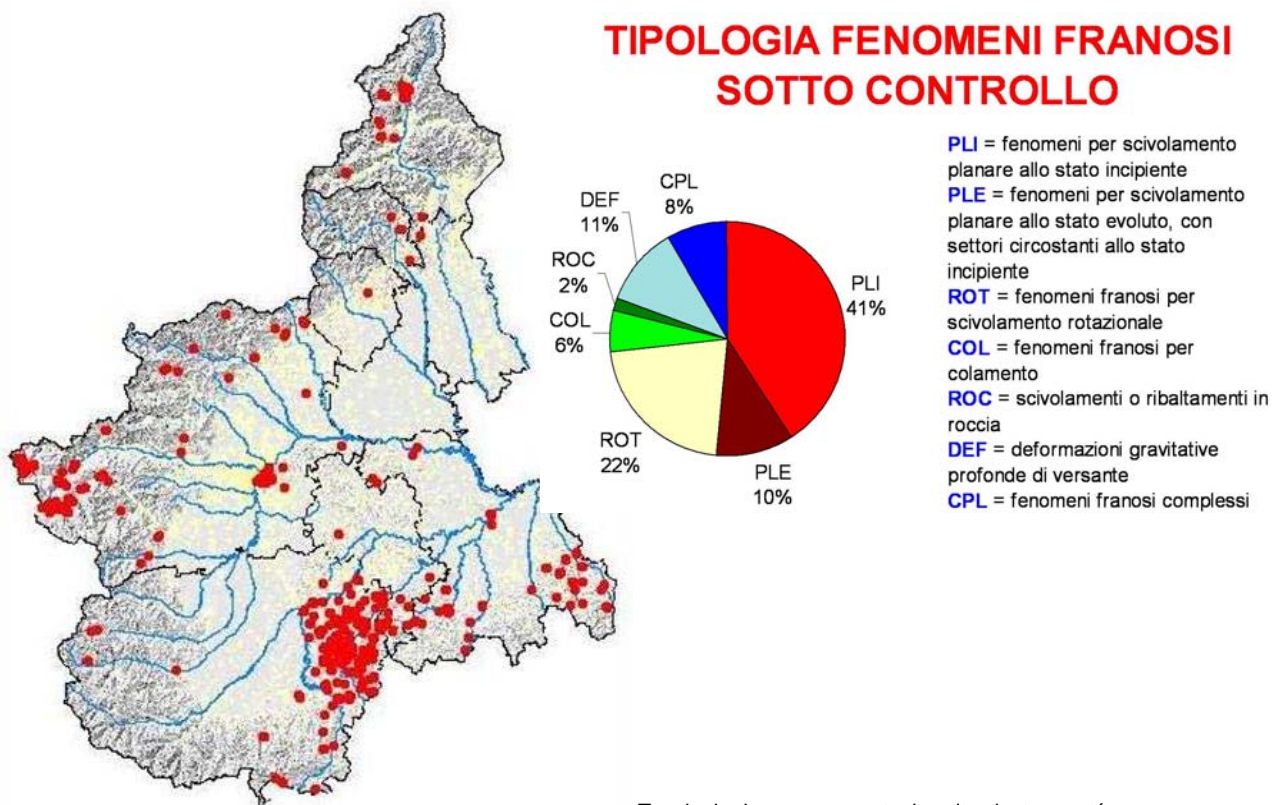 TIPOLOGIA FENOMENI FRANOSI
SOTTO CONTROLLO
PLI = fenomeni per scivolamento
planare allo stato incipiente
PLE = fenomeni per scivolamento
planare allo stato evoluto, con
settori circostanti allo stato
incipiente
ROT = fenomeni franosi per
scivolamento rotazionale
COL = fenomeni franosi per
colamento
ROC = scivolamenti o ribaltamenti in
roccia
DEF = deformazioni gravitative
profonde di versante
CPL = fenomeni franosi complessi
CPL
8%
DEF
11%
ROC
2%
COL
6%
ROT
22%
PLE
10%
PLI
41%